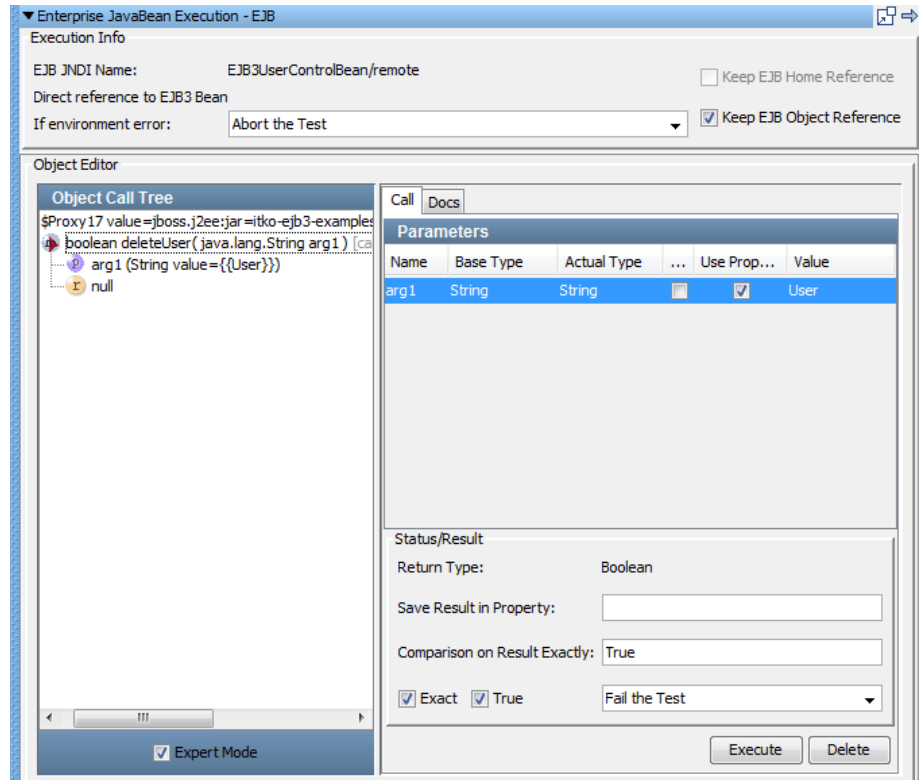 Enterprise JavaBean Execution - EJB
Execution Info
EJB JNDI Name: EJB3UserControlBean/remote
Keep EJB Home Reference
Direct reference to EJB3 Bean
If environment error: Abort the Test
Keep EJB Object Reference
Object Editor
Object Call Tree
$Proxy17 value=jboss.j2ee:jar=itko-ejb3-examples
boolean deleteUser( java.lang.String arg1 ) [ca
P arg1 (String value={{User}})
r null
Expert Mode
Call Docs
Parameters
Name Base Type Actual Type ... Use Prop... Value
arg1 String String User
Status/Result
Return Type: Boolean
Save Result in Property:
Comparison on Result Exactly: True
Exact True Fail the Test
Execute Delete